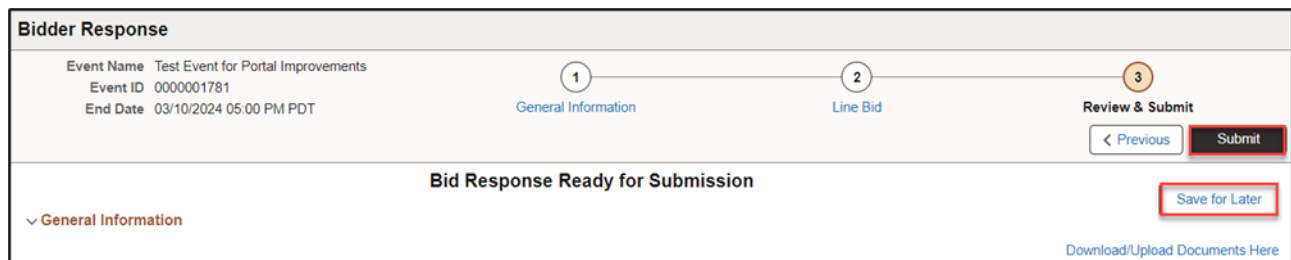 Bidder Response
Event Name Test Event for Portal Improvements
Event ID 0000001781
End Date 03/10/2024 05:00 PM PDT
1
General Information
2
Line Bid
3
Review & Submit
Previous
Submit
Bid Response Ready for Submission
Save for Later
General Information
Download/Upload Documents Here